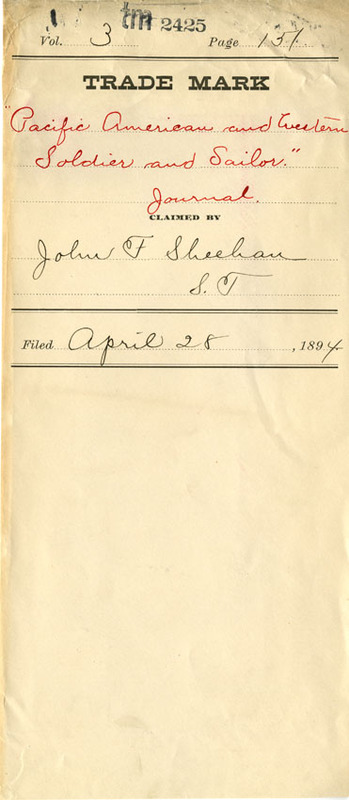 tm 2425
Vol. 3 Page 151.
TRADE MARK
"Pacific American and Western
Soldier and Sailor."
Journal.
CLAIMED BY
John F Sheehan
S.F
Filed April 28, 1894.